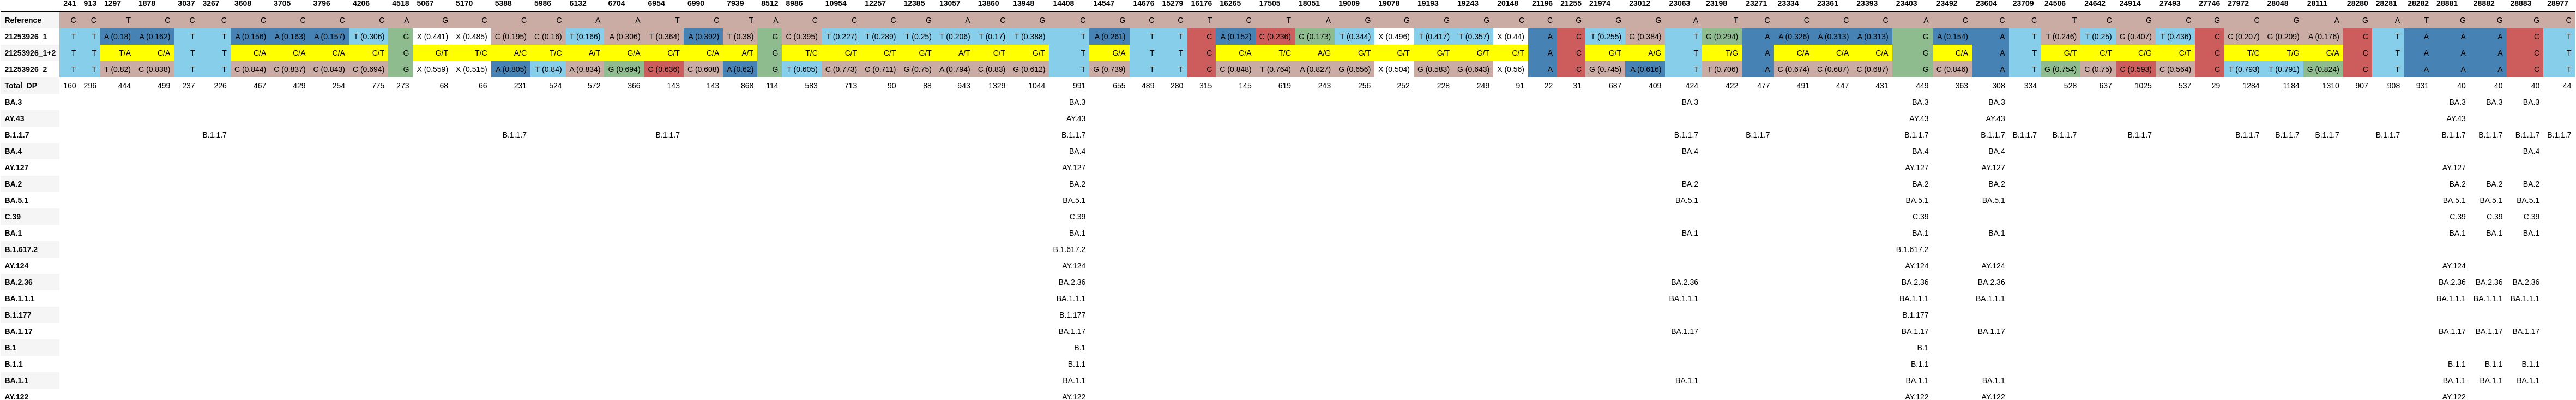 241 913 1297 1878 3037 3267 3608 3705 3796 4206 4518 5067 5170 5388 5986 6132 6704 6954 6990 7939 8512 8986 10954 12257 12385 13057 13860 13948 14408 14547 14676 15279 16176 16265 17505 18051 19009 19078 19193 19243 20148 21196 21255 21974 23012 23063 23198 23271 23334 23361 23393 23403 23492 23604 23709 24506 24642 24914 27493 27746 27972 28048 28111 28280 28281 28282 28881 28882 28883 28977
Reference C C T C C C C C C C A G C C C A A T C T A C C C G A C G C G C C T C T A G G G G C C G G G A T C C C C A C C C T C G C G C G A G A T G G G C
21253926_1 T T A (0.18) A (0.162) T T A (0.156) A (0.163) A (0.157) T (0.306) G X (0.441) X (0.485) C (0.195) C (0.16) T (0.166) A (0.306) T (0.364) A (0.392) T (0.38) G C (0.395) T (0.227) T (0.289) T (0.25) T (0.206) T (0.17) T (0.388) T A (0.261) T T C A (0.152) C (0.236) G (0.173) T (0.344) X (0.496) T (0.417) T (0.357) X (0.44) A C T (0.255) G (0.384) T G (0.294) A A (0.326) A (0.313) A (0.313) G A (0.154) A T T (0.246) T (0.25) G (0.407) T (0.436) C C (0.207) G (0.209) A (0.176) C T A A A C T
21253926_1+2 T T T/A C/A T T C/A C/A C/A C/T G G/T T/C A/C T/C A/T G/A C/T C/A A/T G T/C C/T C/T G/T A/T C/T G/T T G/A T T C C/A T/C A/G G/T G/T G/T G/T C/T A C G/T A/G T T/G A C/A C/A C/A G C/A A T G/T C/T C/G C/T C T/C T/G G/A C T A A A C T
21253926_2 T T T (0.82) C (0.838) T T C (0.844) C (0.837) C (0.843) C (0.694) G X (0.559) X (0.515) A (0.805) T (0.84) A (0.834) G (0.694) C (0.636) C (0.608) A (0.62) G T (0.605) C (0.773) C (0.711) G (0.75) A (0.794) C (0.83) G (0.612) T G (0.739) T T C C (0.848) T (0.764) A (0.827) G (0.656) X (0.504) G (0.583) G (0.643) X (0.56) A C G (0.745) A (0.616) T T (0.706) A C (0.674) C (0.687) C (0.687) G C (0.846) A T G (0.754) C (0.75) C (0.593) C (0.564) C T (0.793) T (0.791) G (0.824) C T A A A C T
Total_DP 160 296 444 499 237 226 467 429 254 775 273 68 66 231 524 572 366 143 143 868 114 583 713 90 88 943 1329 1044 991 655 489 280 315 145 619 243 256 252 228 249 91 22 31 687 409 424 422 477 491 447 431 449 363 308 334 528 637 1025 537 29 1284 1184 1310 907 908 931 40 40 40 44
BA.3 BA.3 BA.3 BA.3 BA.3 BA.3 BA.3 BA.3
AY.43 AY.43 AY.43 AY.43 AY.43
B.1.1.7 B.1.1.7 B.1.1.7 B.1.1.7 B.1.1.7 B.1.1.7 B.1.1.7 B.1.1.7 B.1.1.7 B.1.1.7 B.1.1.7 B.1.1.7 B.1.1.7 B.1.1.7 B.1.1.7 B.1.1.7 B.1.1.7 B.1.1.7 B.1.1.7 B.1.1.7
BA.4 BA.4 BA.4 BA.4 BA.4 BA.4
AY.127 AY.127 AY.127 AY.127 AY.127
BA.2 BA.2 BA.2 BA.2 BA.2 BA.2 BA.2 BA.2
BA.5.1 BA.5.1 BA.5.1 BA.5.1 BA.5.1 BA.5.1 BA.5.1 BA.5.1
C.39 C.39 C.39 C.39 C.39 C.39
BA.1 BA.1 BA.1 BA.1 BA.1 BA.1 BA.1 BA.1
B.1.617.2 B.1.617.2 B.1.617.2
AY.124 AY.124 AY.124 AY.124 AY.124
BA.2.36 BA.2.36 BA.2.36 BA.2.36 BA.2.36 BA.2.36 BA.2.36 BA.2.36
BA.1.1.1 BA.1.1.1 BA.1.1.1 BA.1.1.1 BA.1.1.1 BA.1.1.1 BA.1.1.1 BA.1.1.1
B.1.177 B.1.177 B.1.177
BA.1.17 BA.1.17 BA.1.17 BA.1.17 BA.1.17 BA.1.17 BA.1.17 BA.1.17
B.1 B.1 B.1
B.1.1 B.1.1 B.1.1 B.1.1 B.1.1 B.1.1
BA.1.1 BA.1.1 BA.1.1 BA.1.1 BA.1.1 BA.1.1 BA.1.1 BA.1.1
AY.122 AY.122 AY.122 AY.122 AY.122